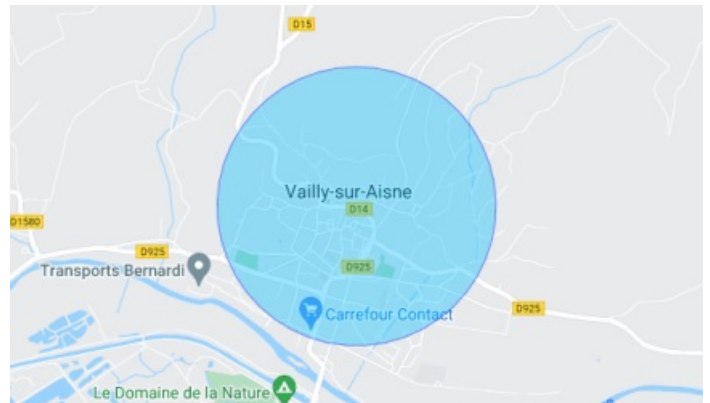 D15
Vailly-sur-Aisne
D14
D1580
D925
Transports Bernardi
D925
D925
Carrefour Contact
Le Domaine de la Nature